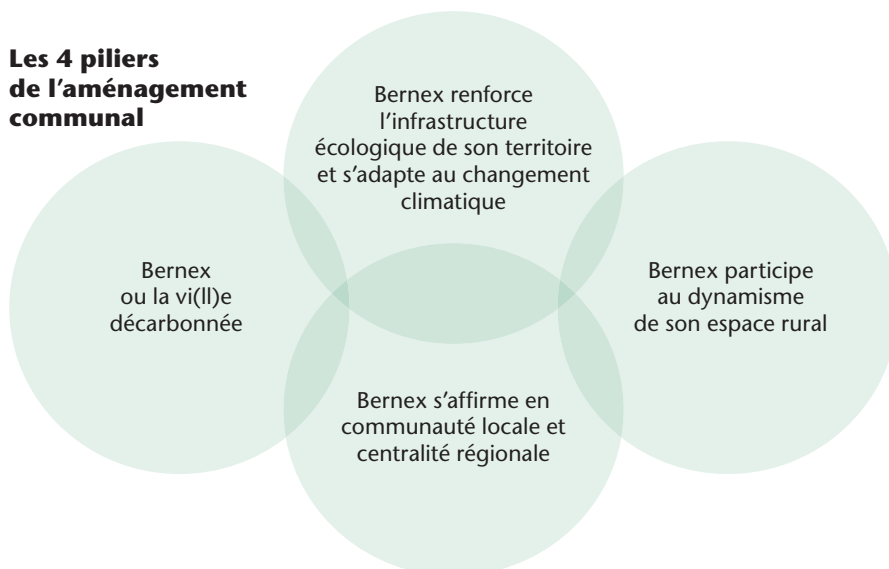 Les 4 piliers
de l’aménagement
communal
Bernex renforce
l’infrastructure
écologique de son territoire
et s’adapte au changement
climatique
Bernex
ou la vi(ll)e
décarbonnée
Bernex participe
au dynamisme
de son espace rural
Bernex s’affirme en
communauté locale et
centralité régionale